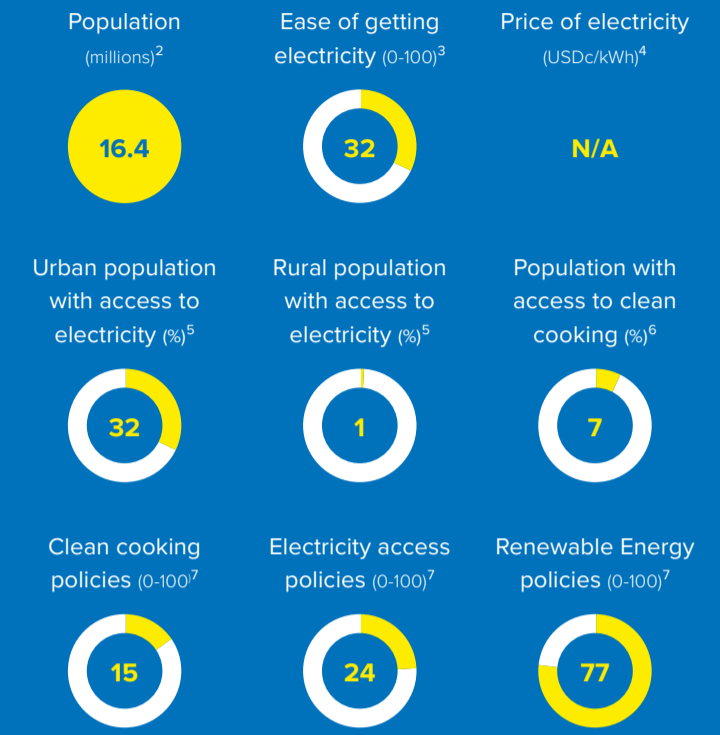 Population
(millions)²
16.4
Ease of getting
electricity (0-100)³
32
Price of electricity
(USDc/kWh)⁴
N/A
Urban population
with access to
electricity (%)⁵
32
Rural population
with access to
electricity (%)⁵
1
Population with
access to clean
cooking (%)⁶
7
Clean cooking
policies (0-100)⁷
15
Electricity access
policies (0-100)⁷
24
Renewable Energy
policies (0-100)⁷
77